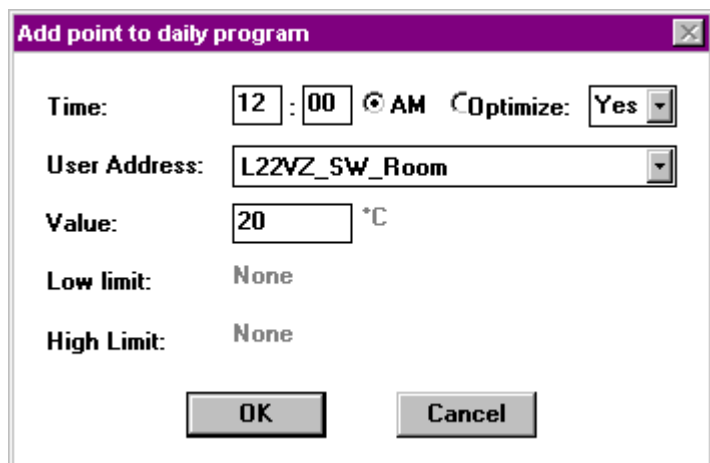 Add point to daily program
Time: 12 : 00 AM Optimize: Yes
User Address: L22VZ_SW_Room
Value: 20 °C
Low limit: None
High Limit: None
OK Cancel